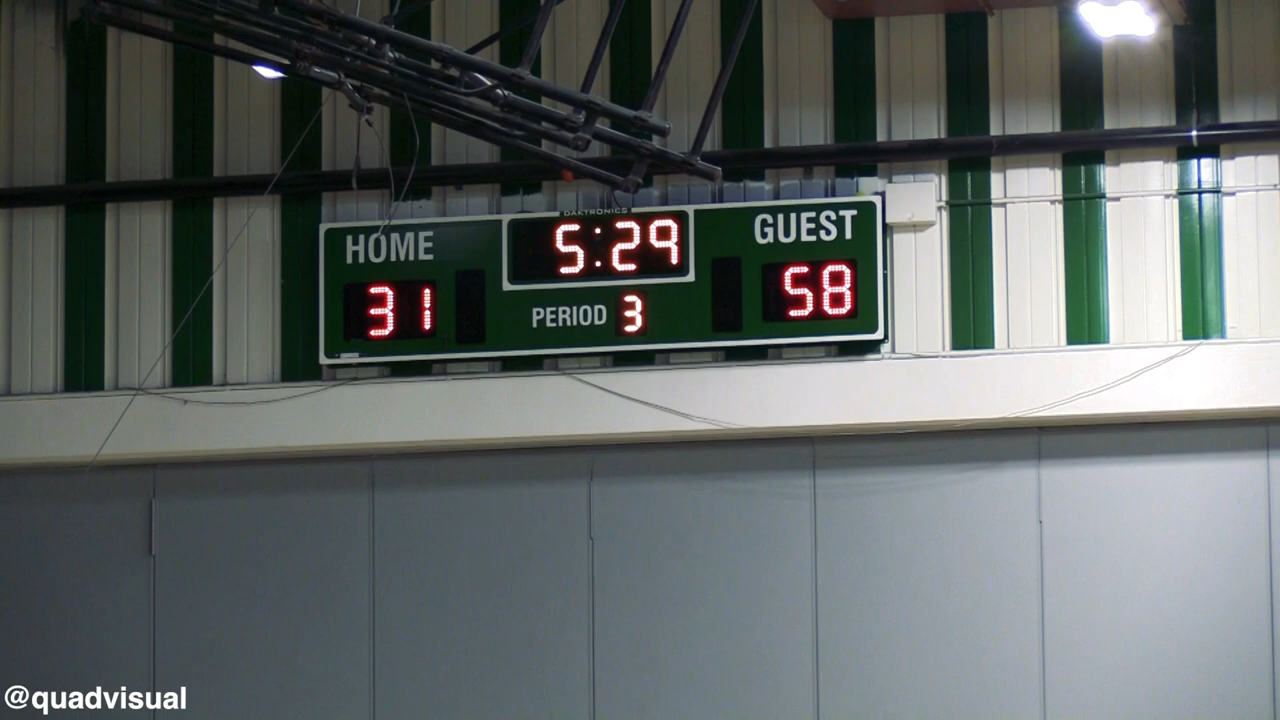 DAKTRONICS
HOME
5:29
GUEST
31
PERIOD 3
58
@quadvisual